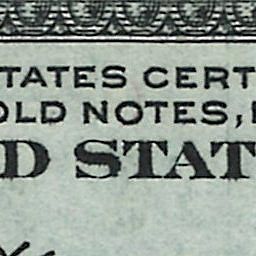 TATES CERT
OLD NOTES,
D STAT